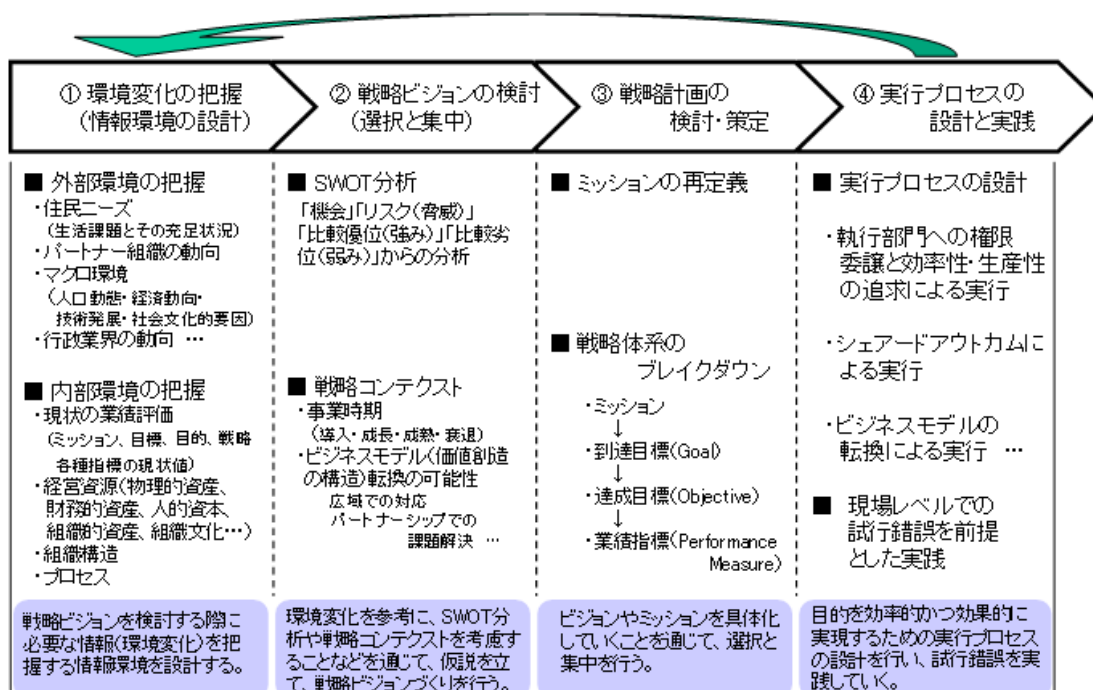 ① 環境変化の把握
(情報環境の設計)
② 戦略ビジョンの検討
(選択と集中)
③ 戦略計画の
検討・策定
④ 実行プロセスの
設計と実践
■ 外部環境の把握
・住民ニーズ
(生活課題とその充足状況)
・パートナー組織の動向
・マクロ環境
(人口動態・経済動向・
技術発展・社会文化的要因)
・行政業界の動向 …
■ 内部環境の把握
・現状の業績評価
(ミッション、目標、目的、戦略
各種指標の現状値)
・経営資源(物理的資産、
財務的資産、人的資本、
組織的資産、組織文化…)
・組織構造
・プロセス
戦略ビジョンを検討する際に
必要な情報(環境変化)を把
握する情報環境を設計する。
■ SWOT分析
「機会」「リスク(脅威)」
「比較優位(強み)」「比較劣
位(弱み)」からの分析
■ 戦略コンテクスト
・事業時期
(導入・成長・成熟・衰退)
・ビジネスモデル(価値創造
の構造)転換の可能性
広域での対応
パートナーシップでの
課題解決 …
環境変化を参考に、SWOT分
析や戦略コンテクストを考慮す
ることなどを通じて、仮説を立
て、戦略ビジョンづくりを行う。
■ ミッションの再定義
■ 戦略体系の
ブレイクダウン
・ミッション
↓
・到達目標(Goal)
↓
・達成目標(Objective)
↓
・業績指標(Performance
Measure)
ビジョンやミッションを具体化
していくことを通じて、選択と
集中を行う。
■ 実行プロセスの設計
・執行部門への権限
委譲と効率性・生産性
の追求による実行
・シェアードアウトカムに
よる実行
・ビジネスモデルの
転換による実行 …
■ 現場レベルでの
試行錯誤を前提
とした実践
目的を効率的かつ効果的に
実現するための実行プロセス
の設計を行い、試行錯誤を実
践していく。